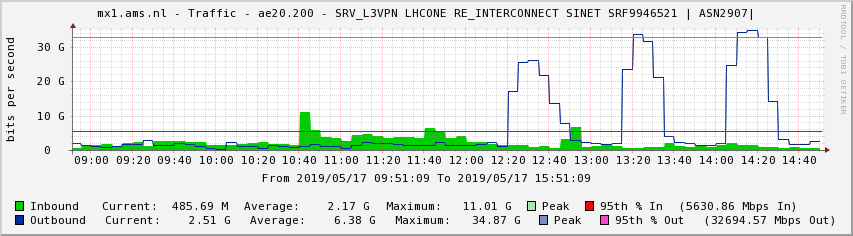 mx1.ams.nl - Traffic - ae20.200 - SRV_L3VPN LHCONE RE_INTERCONNECT SINET SRF9946521 | ASN2907|
RRDTOOL / TOBI OETIKER
bits per second
30 G
20 G
10 G
0
09:00 09:20 09:40 10:00 10:20 10:40 11:00 11:20 11:40 12:00 12:20 12:40 13:00 13:20 13:40 14:00 14:20 14:40
From 2019/05/17 09:51:09 To 2019/05/17 15:51:09
Inbound Current: 485.69 M Average: 2.17 G Maximum: 11.01 G Peak 95th % In (5630.86 Mbps In)
Outbound Current: 2.51 G Average: 6.38 G Maximum: 34.87 G Peak 95th % Out (32694.57 Mbps Out)